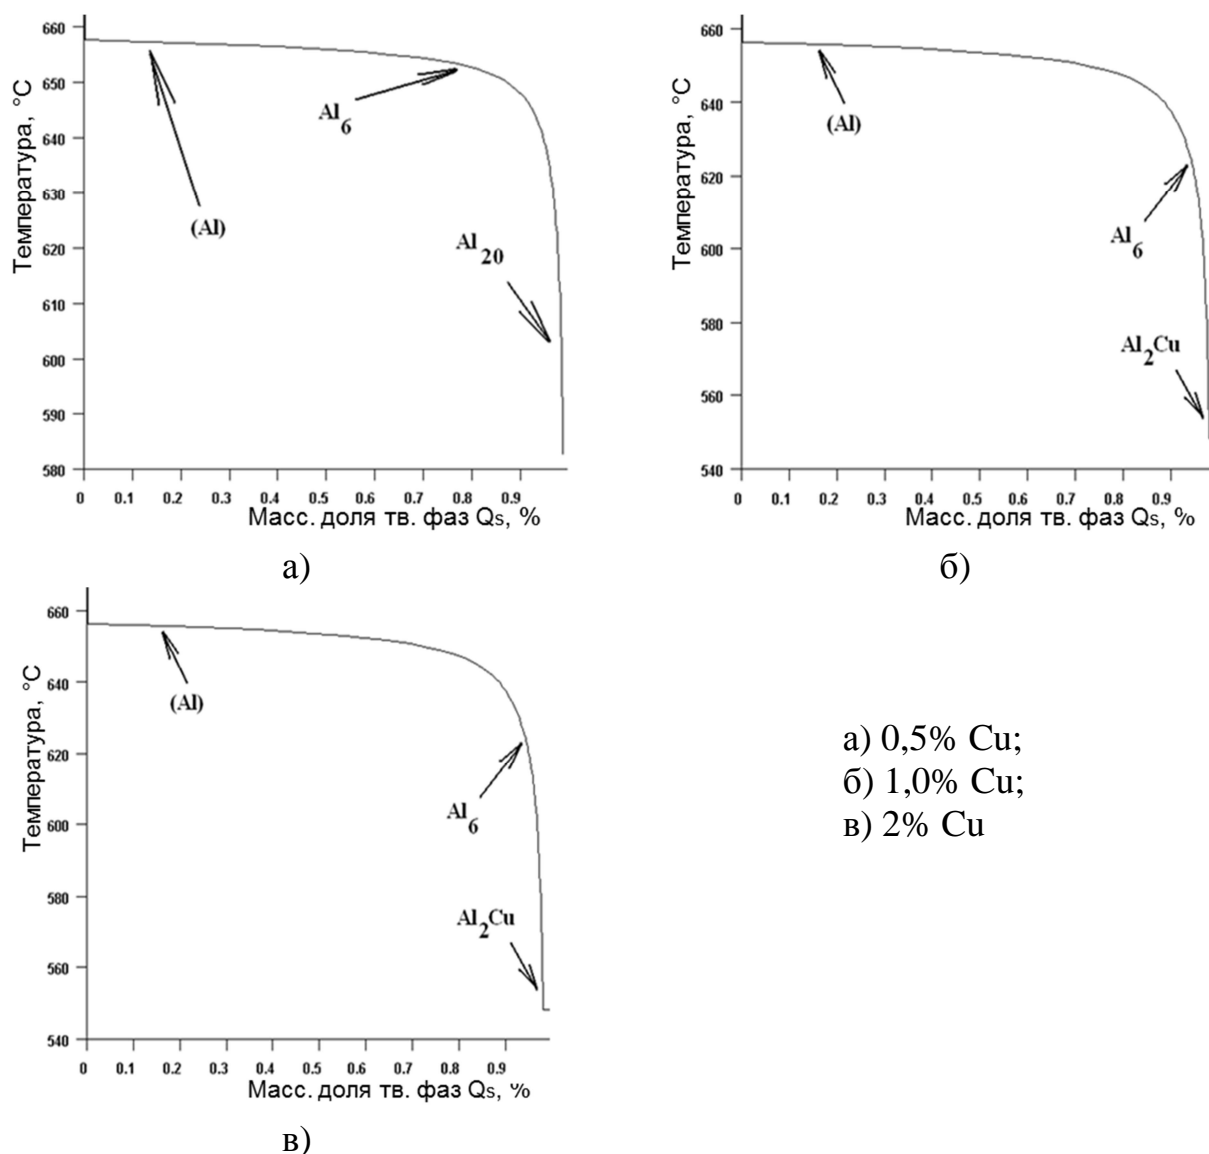 Температура, °C
660
650
640
630
620
610
600
590
580
(Al)
Al6
Al20
0 0.1 0.2 0.3 0.4 0.5 0.6 0.7 0.8 0.9
Масс. доля тв. фаз Qs, %
а)
Температура, °C
660
640
620
600
580
560
540
(Al)
Al6
Al2Cu
0 0.1 0.2 0.3 0.4 0.5 0.6 0.7 0.8 0.9
Масс. доля тв. фаз Qs, %
б)
Температура, °C
660
640
620
600
580
560
540
(Al)
Al6
Al2Cu
0 0.1 0.2 0.3 0.4 0.5 0.6 0.7 0.8 0.9
Масс. доля тв. фаз Qs, %
в)
а) 0,5% Cu;
б) 1,0% Cu;
в) 2% Cu